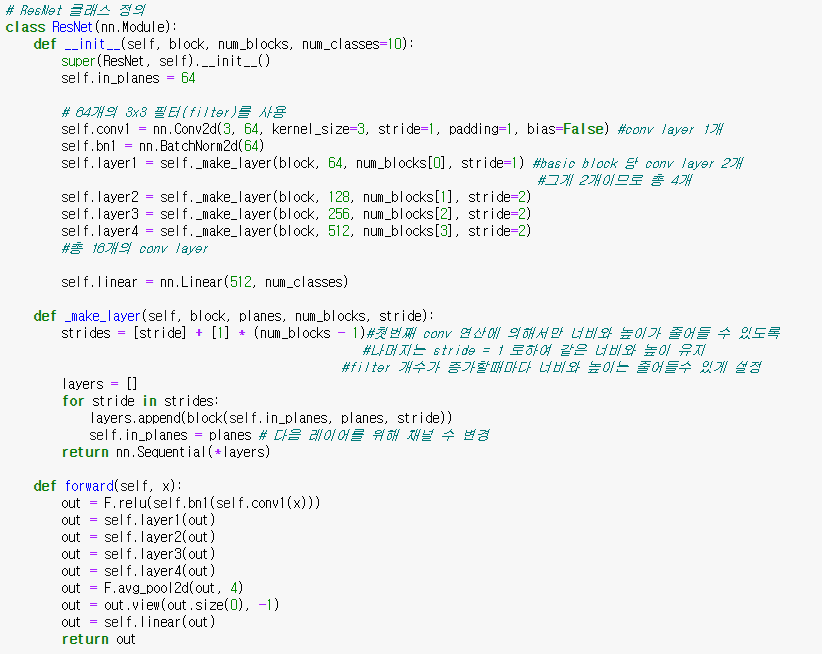 # ResNet 클래스 정의
class ResNet(nn.Module):
    def __init__(self, block, num_blocks, num_classes=10):
        super(ResNet, self).__init__()
        self.in_planes = 64

        # 64개의 3x3 필터(filter)를 사용
        self.conv1 = nn.Conv2d(3, 64, kernel_size=3, stride=1, padding=1, bias=False) #conv layer 1개
        self.bn1 = nn.BatchNorm2d(64)
        self.layer1 = self._make_layer(block, 64, num_blocks[0], stride=1) #basic block 당 conv layer 2개
                                                                           #그게 2개이므로 총 4개
        self.layer2 = self._make_layer(block, 128, num_blocks[1], stride=2)
        self.layer3 = self._make_layer(block, 256, num_blocks[2], stride=2)
        self.layer4 = self._make_layer(block, 512, num_blocks[3], stride=2)
        #총 16개의 conv layer

        self.linear = nn.Linear(512, num_classes)

    def _make_layer(self, block, planes, num_blocks, stride):
        strides = [stride] + [1] * (num_blocks - 1)#첫번째 conv 연산에 의해서만 너비와 높이가 줄어들 수 있도록
                                                   #나머지는 stride = 1 로하여 같은 너비와 높이 유지
                                                #filter 개수가 증가할때마다 너비와 높이는 줄어들수 있게 설정
        layers = []
        for stride in strides:
            layers.append(block(self.in_planes, planes, stride))
            self.in_planes = planes # 다음 레이어를 위해 채널 수 변경
        return nn.Sequential(*layers)

    def forward(self, x):
        out = F.relu(self.bn1(self.conv1(x)))
        out = self.layer1(out)
        out = self.layer2(out)
        out = self.layer3(out)
        out = self.layer4(out)
        out = F.avg_pool2d(out, 4)
        out = out.view(out.size(0), -1)
        out = self.linear(out)
        return out